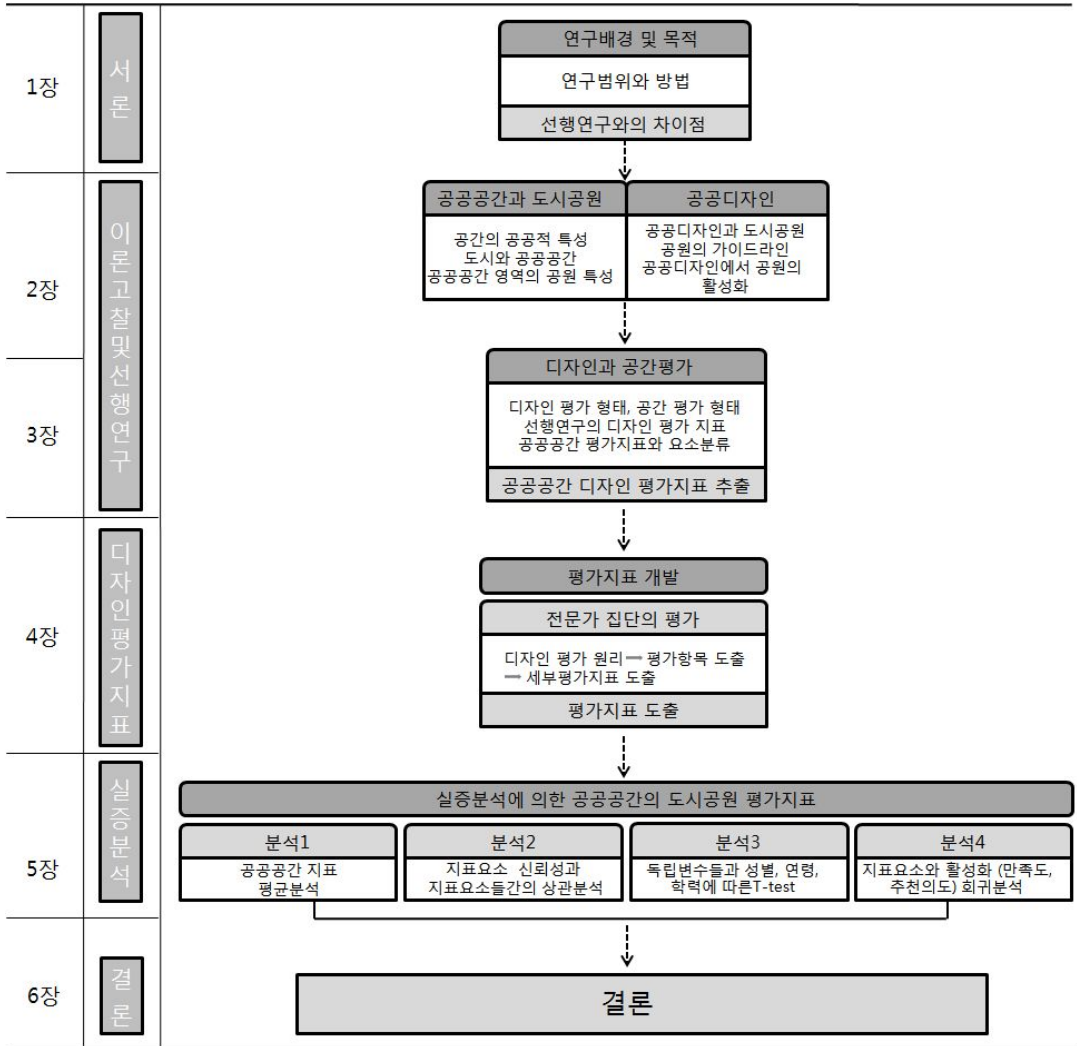 1장
서론
연구배경 및 목적
연구범위와 방법
선행연구와의 차이점
2장
이론고찰및선행연구
공공공간과 도시공원
공간의 공공적 특성
도시와 공공공간
공공공간 영역의 공원 특성
공공디자인
공공디자인과 도시공원
공원의 가이드라인
공공디자인에서 공원의
활성화
3장
디자인과 공간평가
디자인 평가 형태, 공간 평가 형태
선행연구의 디자인 평가 지표
공공공간 평가지표와 요소분류
공공공간 디자인 평가지표 추출
4장
디자인평가지표
평가지표 개발
전문가 집단의 평가
디자인 평가 원리 ➡ 평가항목 도출
➡ 세부평가지표 도출
평가지표 도출
5장
실증분석
실증분석에 의한 공공공간의 도시공원 평가지표
분석1
공공공간 지표
평균분석
분석2
지표요소 신뢰성과
지표요소들간의 상관분석
분석3
독립변수들과 성별, 연령,
학력에 따른T-test
분석4
지표요소와 활성화 (만족도,
추천의도) 회귀분석
6장
결론
결론